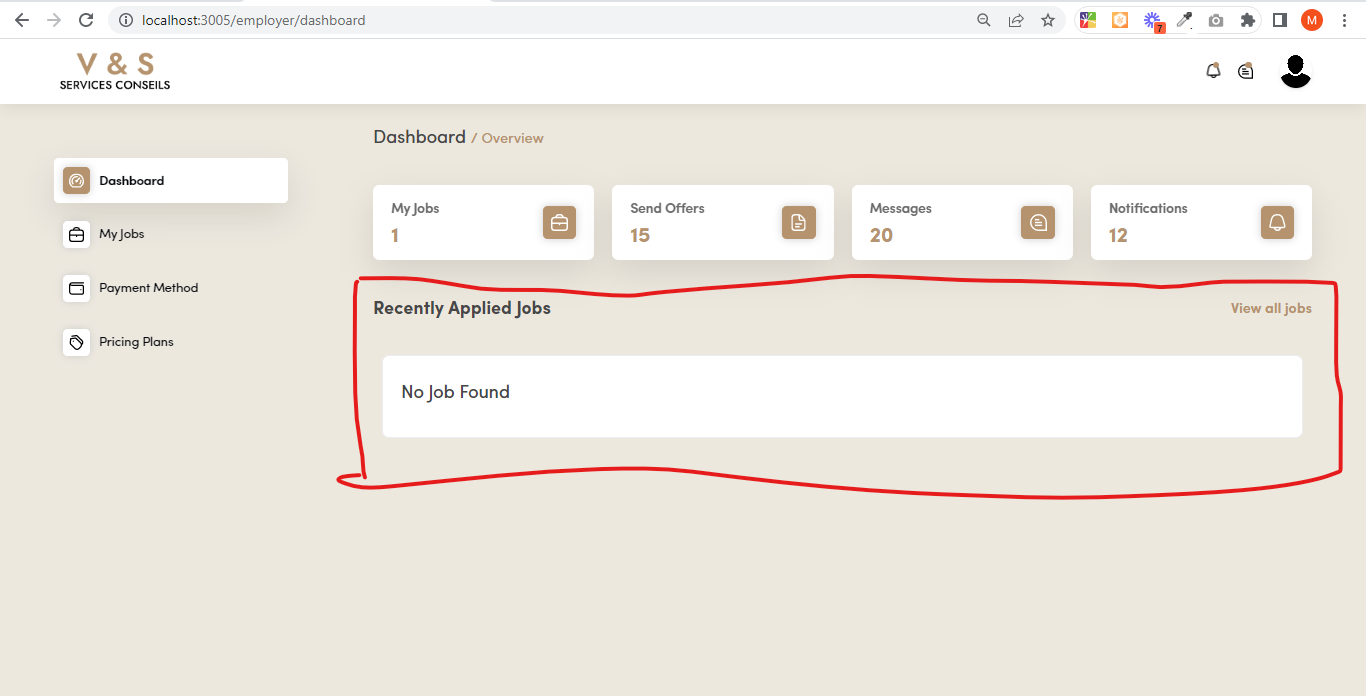 localhost:3005/employer/dashboard
7
M
V & S
SERVICES CONSEILS
Dashboard / Overview
Dashboard
My Jobs
Payment Method
Pricing Plans
My Jobs
1
Send Offers
15
Messages
20
Notifications
12
Recently Applied Jobs
View all jobs
No Job Found